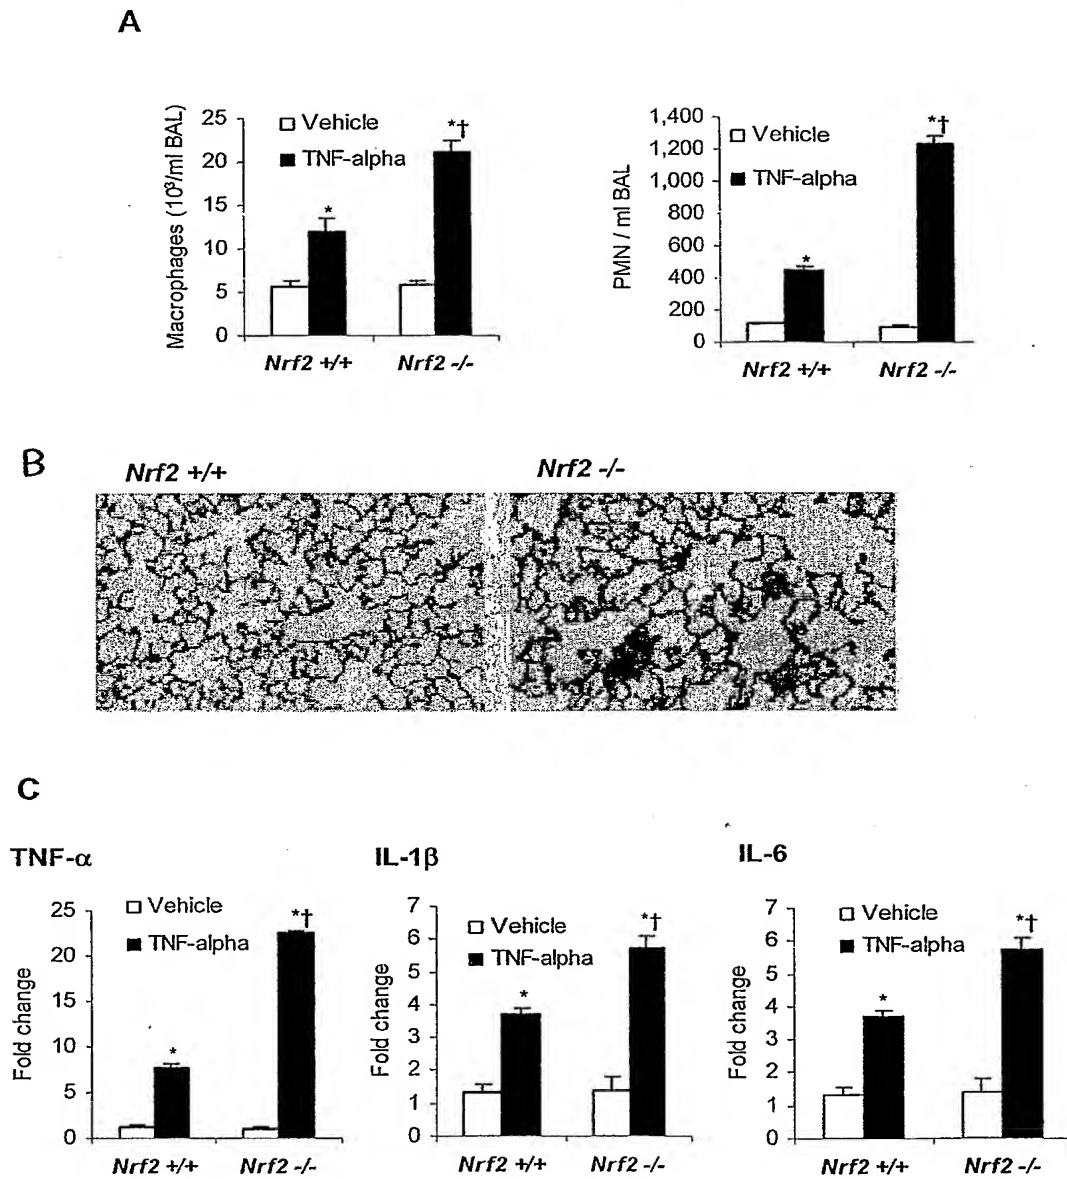 A
Macrophages (10³/ml BAL)
25
20
15
10
5
0
Vehicle
TNF-alpha
*
*†
Nrf2 +/+
Nrf2 -/-
PMN / ml BAL
1,400
1,200
1,000
800
600
400
200
0
Vehicle
TNF-alpha
*
*†
Nrf2 +/+
Nrf2 -/-
B
Nrf2 +/+
Nrf2 -/-
C
TNF-α
Fold change
25
20
15
10
5
0
Vehicle
TNF-alpha
*
*†
Nrf2 +/+
Nrf2 -/-
IL-1β
Fold change
7
6
5
4
3
2
1
0
Vehicle
TNF-alpha
*
*†
Nrf2 +/+
Nrf2 -/-
IL-6
Fold change
7
6
5
4
3
2
1
0
Vehicle
TNF-alpha
*
*†
Nrf2 +/+
Nrf2 -/-